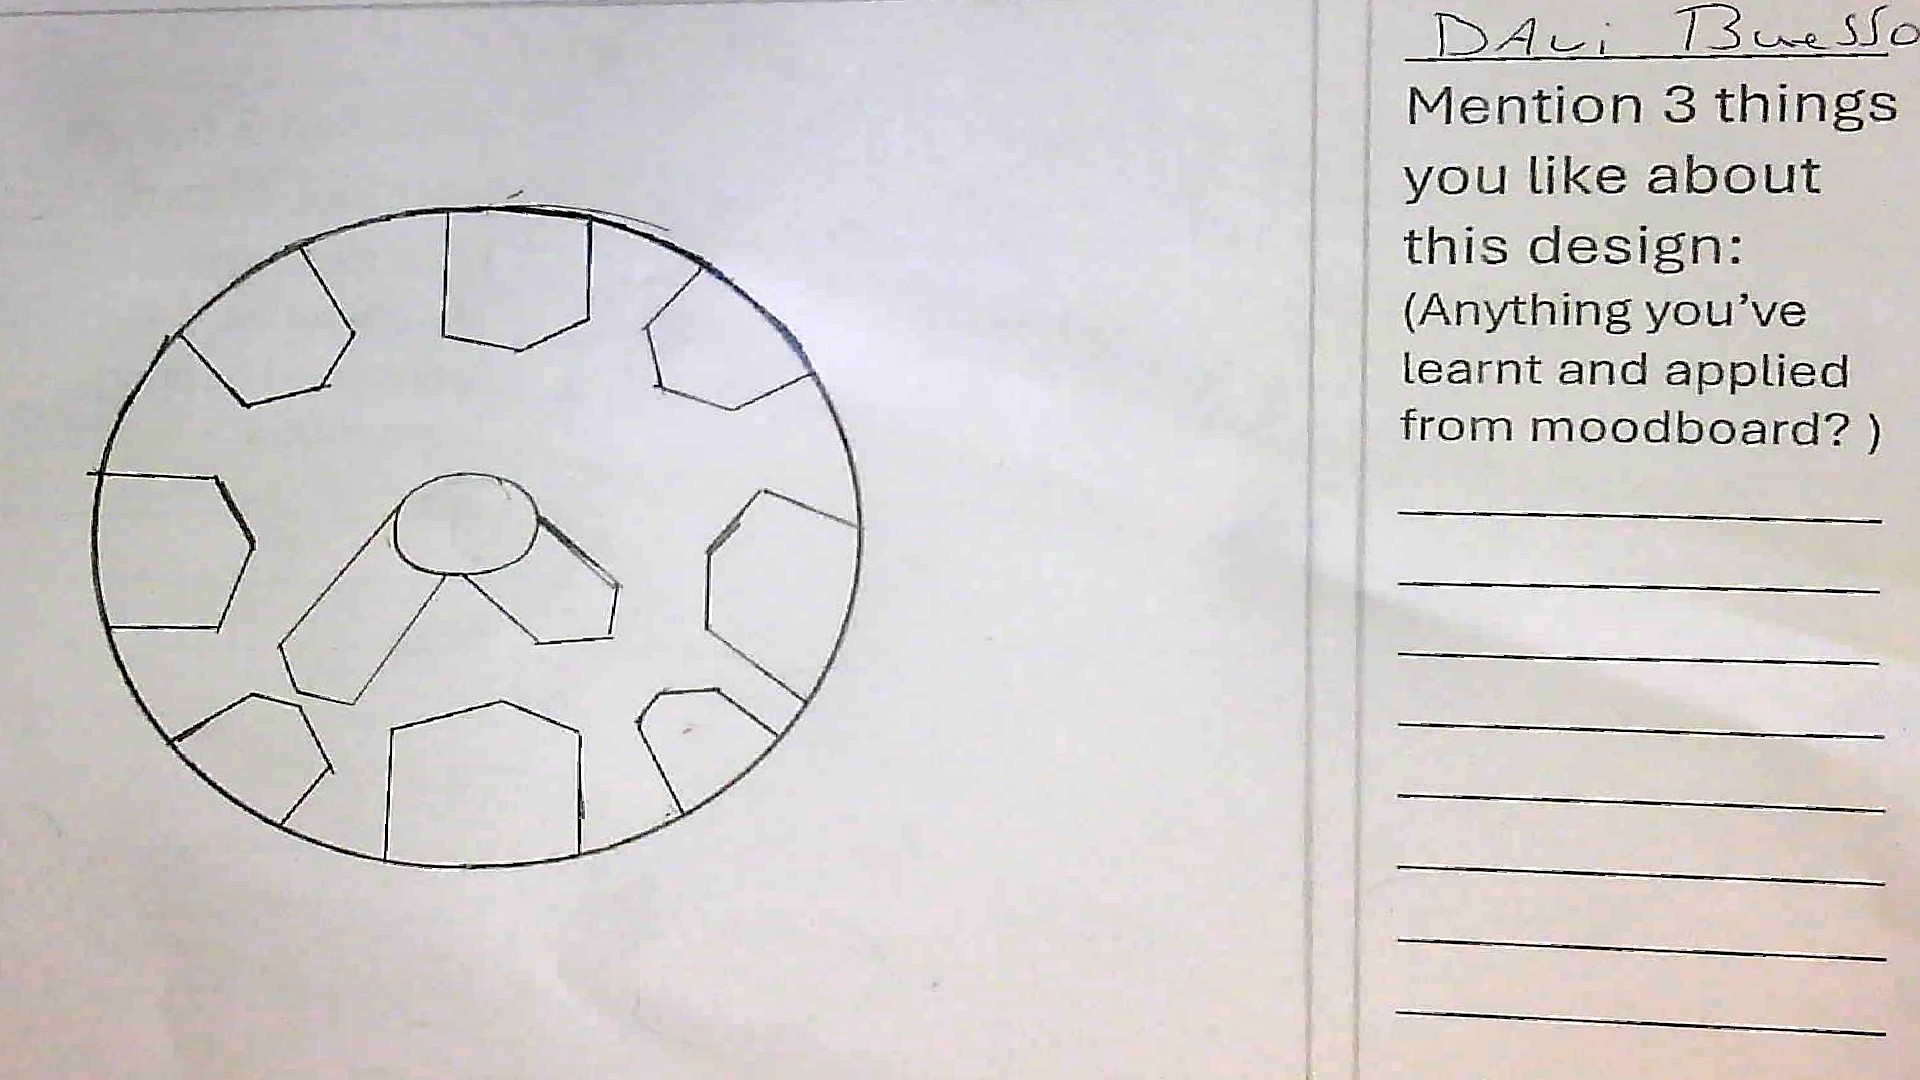 DAvi Buesso
Mention 3 things
you like about
this design:
(Anything you've
learnt and applied
from moodboard? )